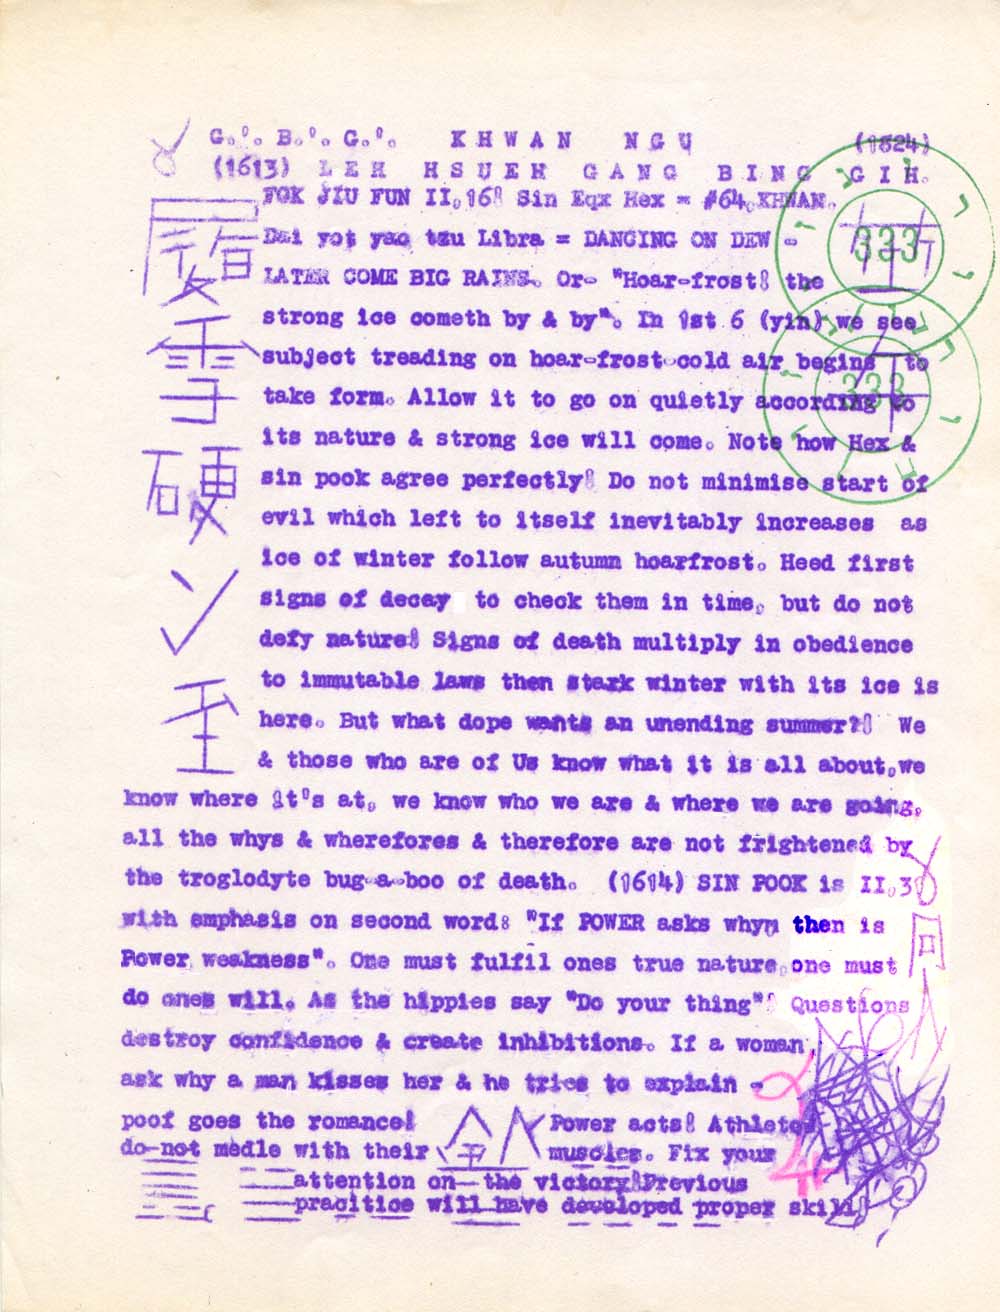 G.'. B.'. G.'. KHWAN NGU (1624)
(1613) LEH HSUEH GANG BING GIH.
FOK JIU FUN II,16: Sin Eqx Hex = #64, KHWAN.
Dai yot yao tzu Libra = DANCING ON DEW -
LATER COME BIG RAINS. Or- "Hoar-frost: the
strong ice cometh by & by". In 1st 6 (yin) we see
subject treading on hoar-frost-cold air begins to
take form. Allow it to go on quietly according to
its nature & strong ice will come. Note how Hex &
sin pook agree perfectly! Do not minimise start of
evil which left to itself inevitably increases as
ice of winter follow autumn hoarfrost. Heed first
signs of decay to check them in time, but do not
defy nature! Signs of death multiply in obedience
to immutable laws then stark winter with its ice is
here. But what dope wants an unending summer?! We
& those who are of Us know what it is all about, we
know where it's at, we know who we are & where we are going,
all the whys & wherefores & therefore are not frightened by
the troglodyte bug-a-boo of death. (1614) SIN POOK is II,30
with emphasis on second word: "If POWER asks whym then is
Power weakness". One must fulfil ones true nature, one must
do ones will. As the hippies say "Do your thing"! Questions
destroy confidence & create inhibitions. If a woman
ask why a man kisses her & he tries to explain -
poof goes the romance! Power acts! Athletes
do-not medle with their muscles. Fix your
attention on the victory! Previous
pracitice will have developed proper skill!
333
333